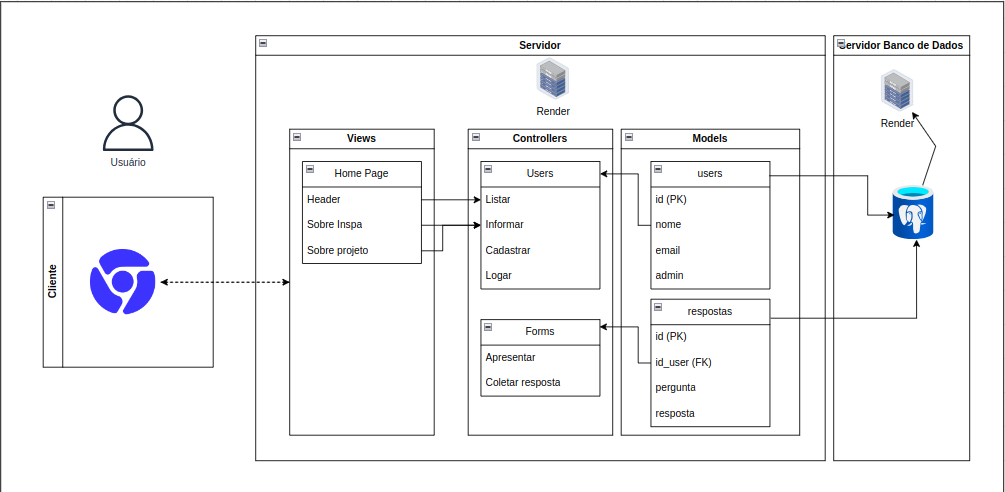 Servidor
Servidor Banco de Dados
Render
Render
Usuário
Cliente
Views
Home Page
Header
Sobre Inspa
Sobre projeto
Controllers
Users
Listar
Informar
Cadastrar
Logar
Forms
Apresentar
Coletar resposta
Models
users
id (PK)
nome
email
admin
respostas
id (PK)
id_user (FK)
pergunta
resposta